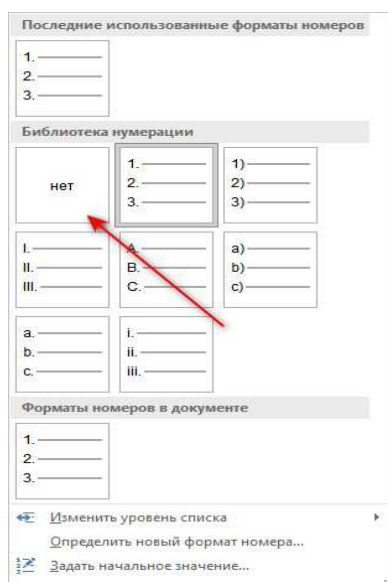 Последние использованные форматы номеров
1.
2.
3.
Библиотека нумерации
нет
1.
2.
3.
1)
2)
3)
I.
II.
III.
A.
B.
C.
a)
b)
c)
a.
b.
c.
i.
ii.
iii.
Форматы номеров в документе
1.
2.
3.
Изменить уровень списка
Определить новый формат номера...
Задать начальное значение...